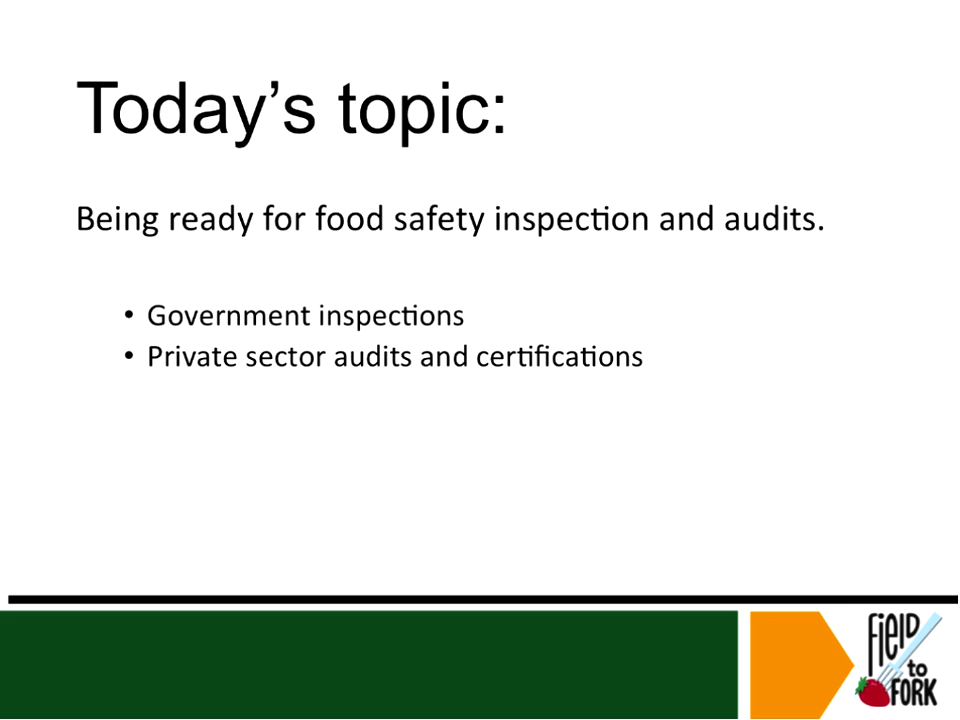 Today’s topic:
Being ready for food safety inspection and audits.
• Government inspections
• Private sector audits and certifications
FiElD
to
FORK